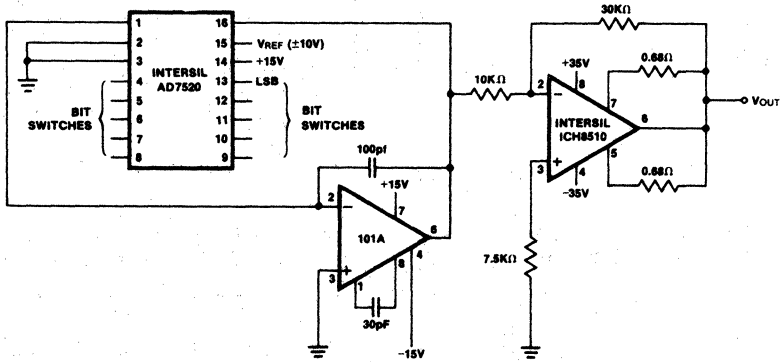 1
2
3
4
5
6
7
8
INTERSIL
AD7520
16
15
14
13
12
11
10
9
VREF (±10V)
+15V
LSB
BIT
SWITCHES
BIT
SWITCHES
100pf
2
3
+15V
7
101A
6
4
8
1
30pF
-15V
10KΩ
30KΩ
+35V
8
2
7
0.68Ω
INTERSIL
ICH8510
6
VOUT
3
5
4
-35V
0.68Ω
7.5KΩ